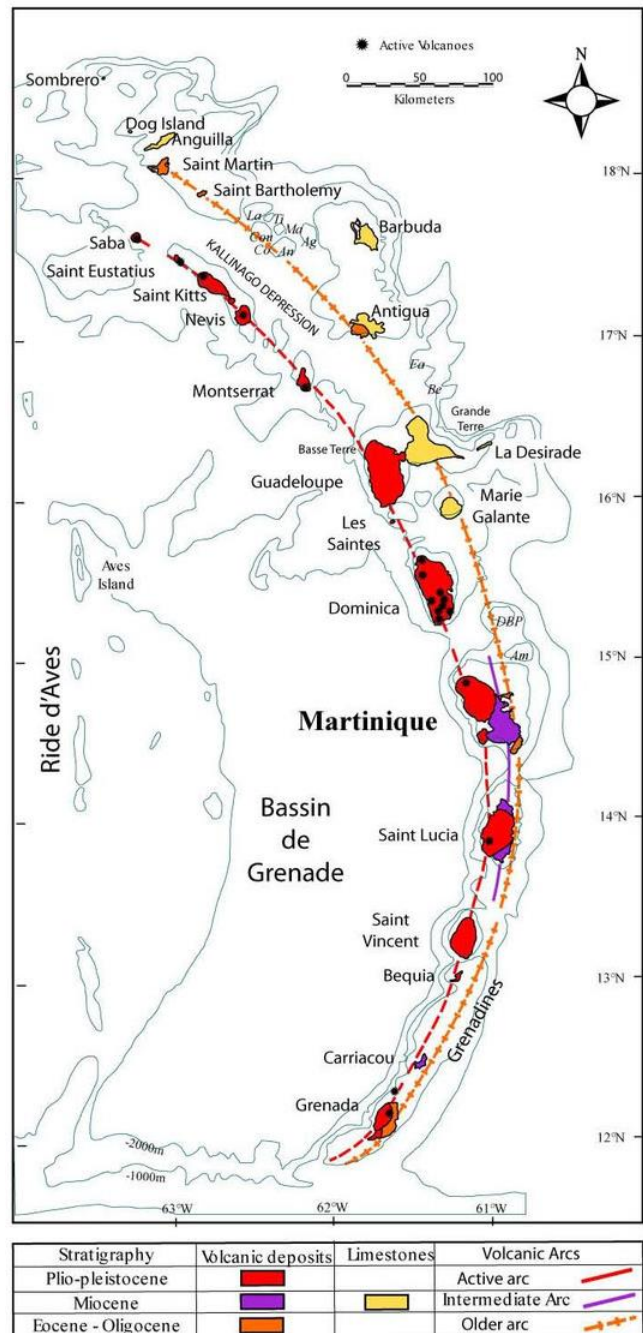 Active Volcanoes
0 50 100
Kilometers
N
Sombrero
Dog Island
Anguilla
Saint Martin
Saint Bartholemy
18°N
La
Ti
Ma
Con
Ag
Co
An
Barbuda
Saba
Saint Eustatius
KALLINAGO DEPRESSION
Saint Kitts
Nevis
Antigua
17°N
Montserrat
Ea
Be
Grande
Terre
Basse Terre
La Desirade
Guadeloupe
Marie
Galante
16°N
Les
Saintes
Aves
Island
Dominica
DBP
Am
15°N
Ride d'Aves
Martinique
Bassin
de
Grenade
Saint Lucia
14°N
Saint
Vincent
Bequia
13°N
Grenadines
Carriacou
Grenada
12°N
-2000m
-1000m
63°W 62°W 61°W
Stratigraphy Volcanic deposits Limestones Volcanic Arcs
Plio-pleistocene Active arc
Miocene Intermediate Arc
Eocene - Oligocene Older arc